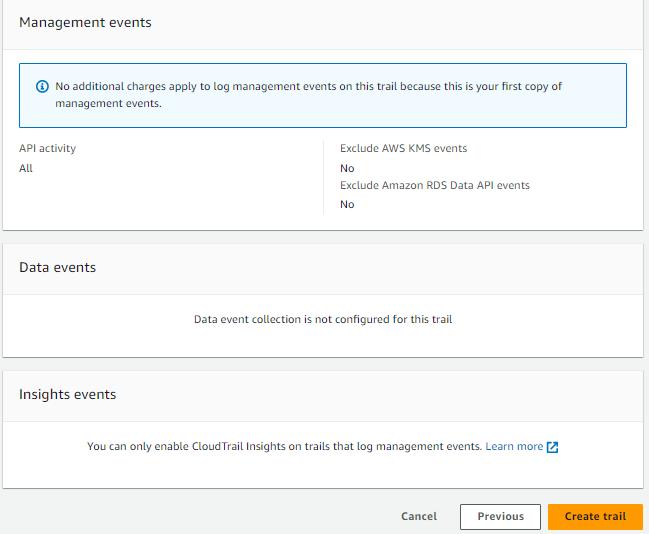 Management events
No additional charges apply to log management events on this trail because this is your first copy of
management events.
API activity
All
Exclude AWS KMS events
No
Exclude Amazon RDS Data API events
No
Data events
Data event collection is not configured for this trail
Insights events
You can only enable CloudTrail Insights on trails that log management events. Learn more
Cancel
Previous
Create trail